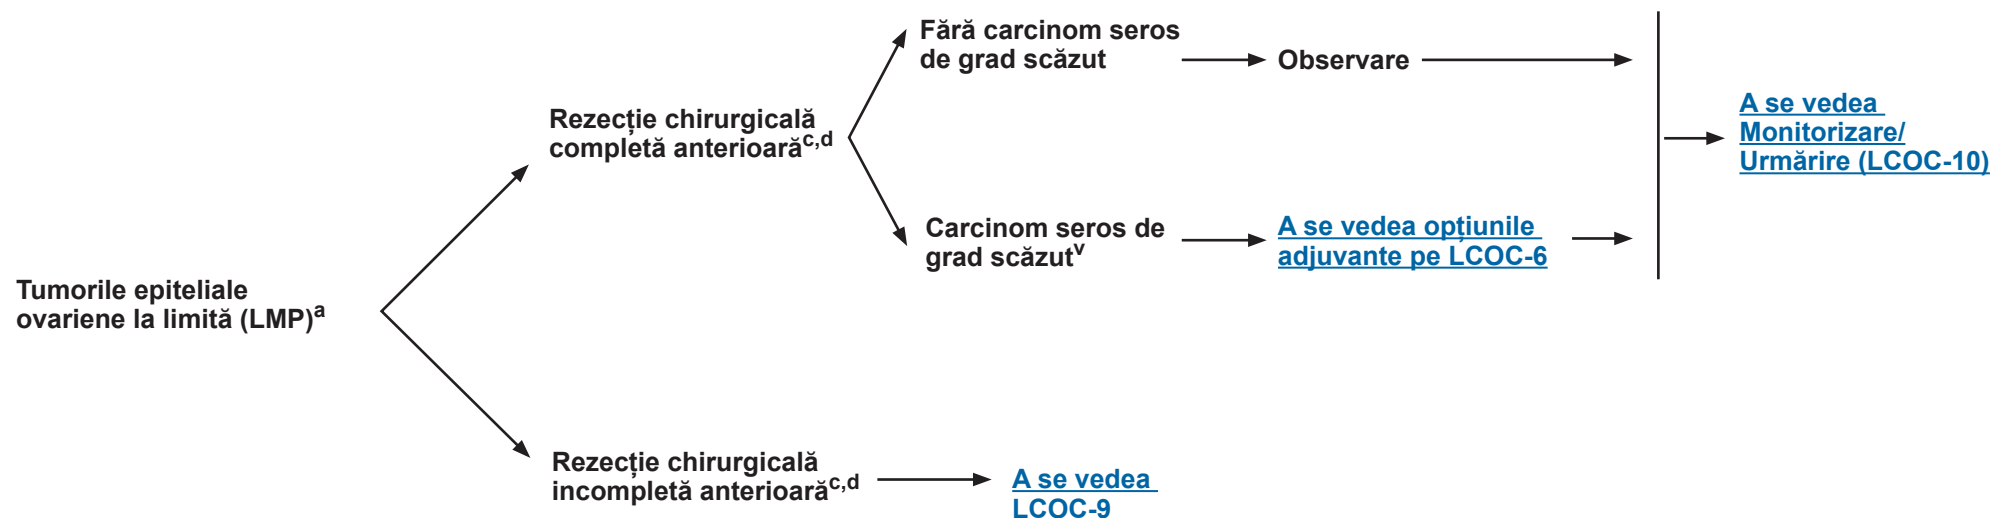 Tumorile epiteliale
ovariene la limită (LMP)a
Rezecție chirurgicală
completă anterioarăc,d
Fără carcinom seros
de grad scăzut
Observare
Carcinom seros de
grad scăzutv
A se vedea opțiunile
adjuvante pe LCOC-6
A se vedea
Monitorizare/
Urmărire (LCOC-10)
Rezecție chirurgicală
incompletă anterioarăc,d
A se vedea
LCOC-9